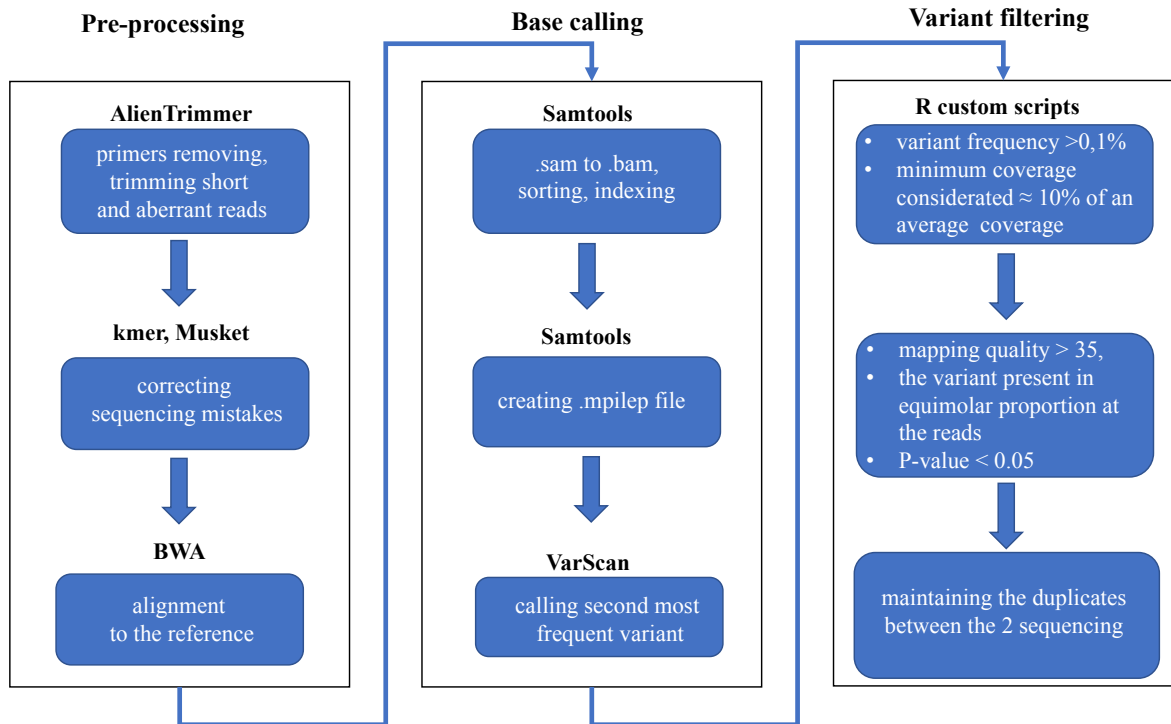 Pre-processing
AlienTrimmer
primers removing,
trimming short
and aberrant reads
kmer, Musket
correcting
sequencing mistakes
BWA
alignment
to the reference
Base calling
Samtools
.sam to .bam,
sorting, indexing
Samtools
creating .mpilep file
VarScan
calling second most
frequent variant
Variant filtering
R custom scripts
• variant frequency >0,1%
• minimum coverage
considerated ≈ 10% of an
average coverage
• mapping quality > 35,
• the variant present in
equimolar proportion at
the reads
• P-value < 0.05
maintaining the duplicates
between the 2 sequencing